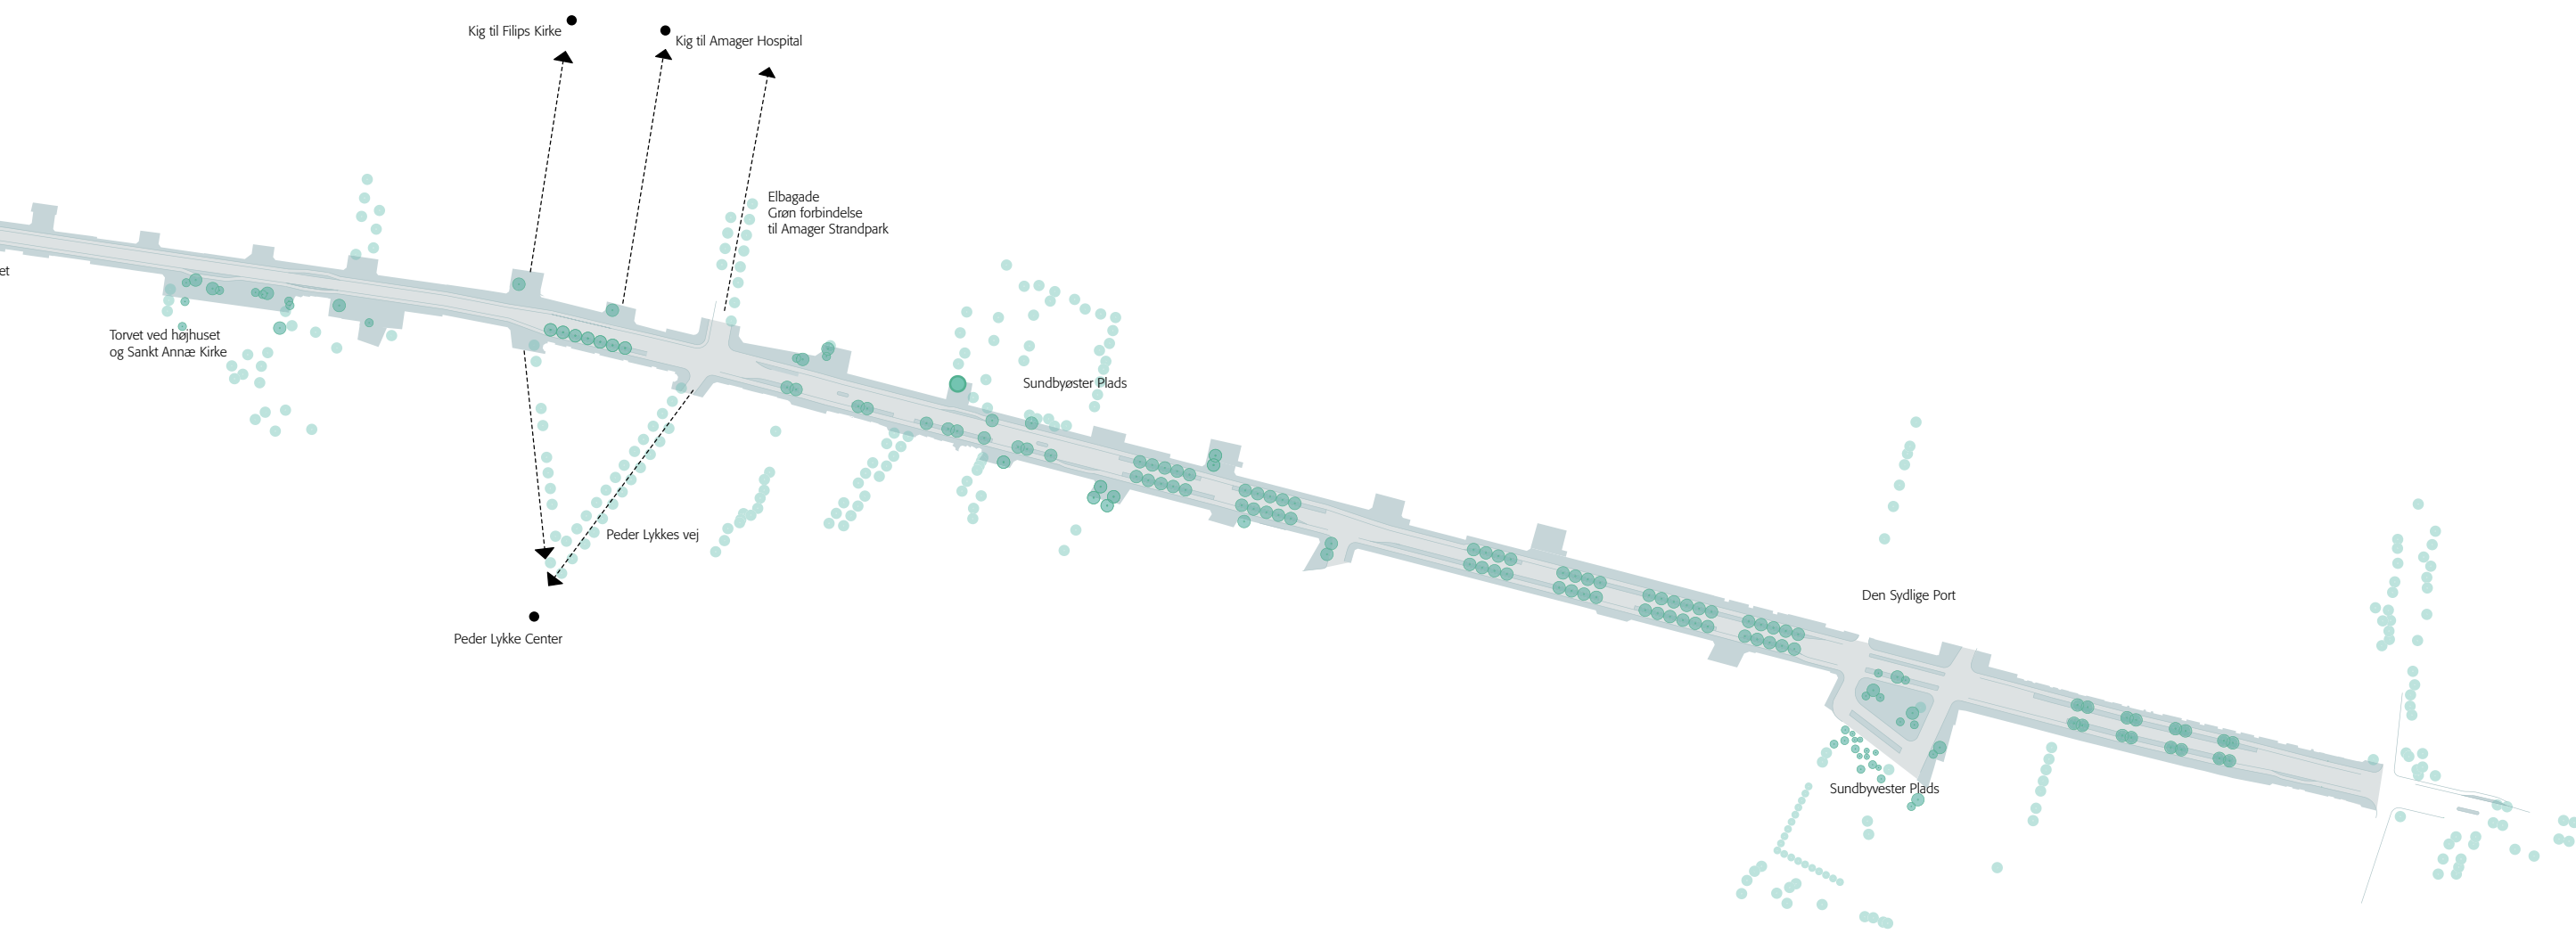 Kig til Filips Kirke
Kig til Amager Hospital
Elbagade
Grøn forbindelse
til Amager Strandpark
et
Torvet ved højhuset
og Sankt Annæ Kirke
Sundbyøster Plads
Peder Lykkes vej
Den Sydlige Port
Peder Lykke Center
Sundbyvester Plads